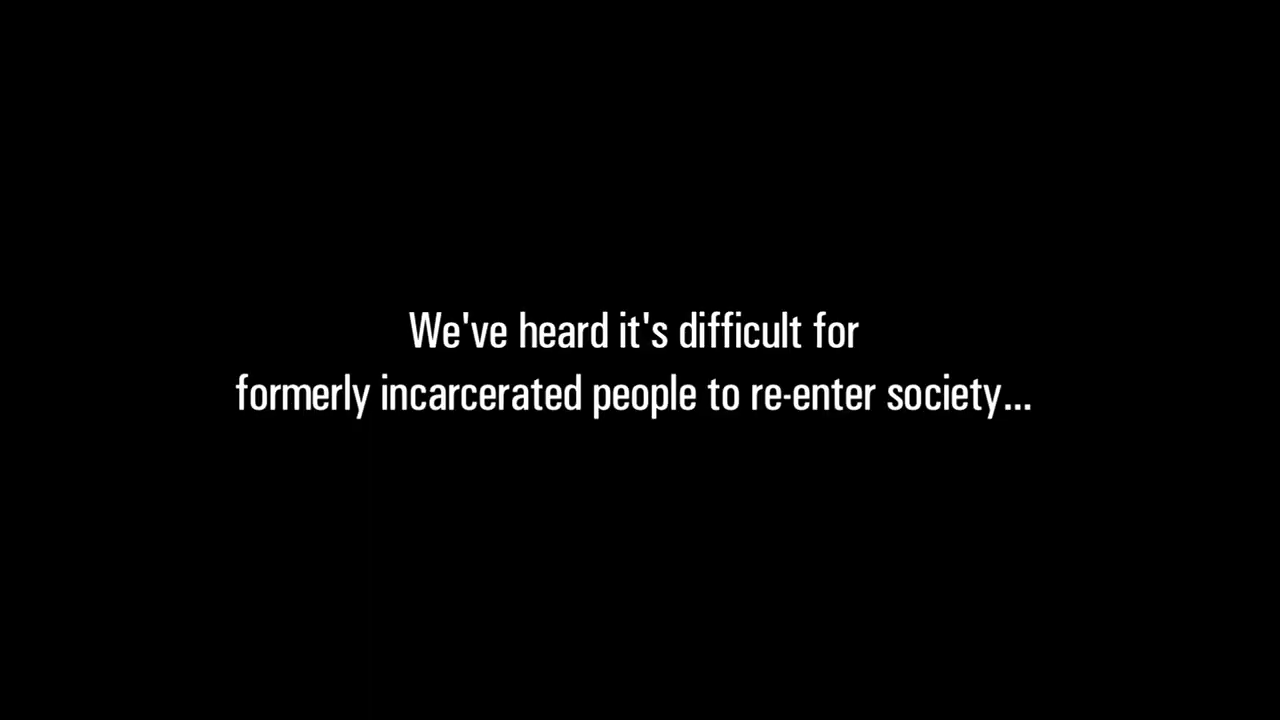 We've heard it's difficult for
formerly incarcerated people to re-enter society...